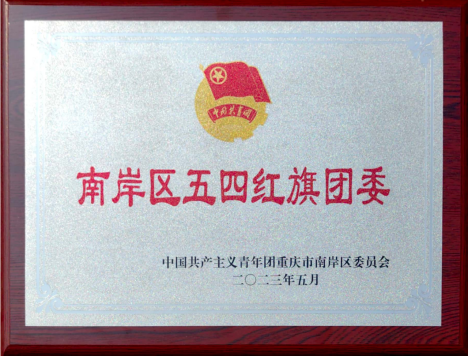 中国共青团
南岸区五四红旗团委
中国共产主义青年团重庆市南岸区委员会
二〇二三年五月